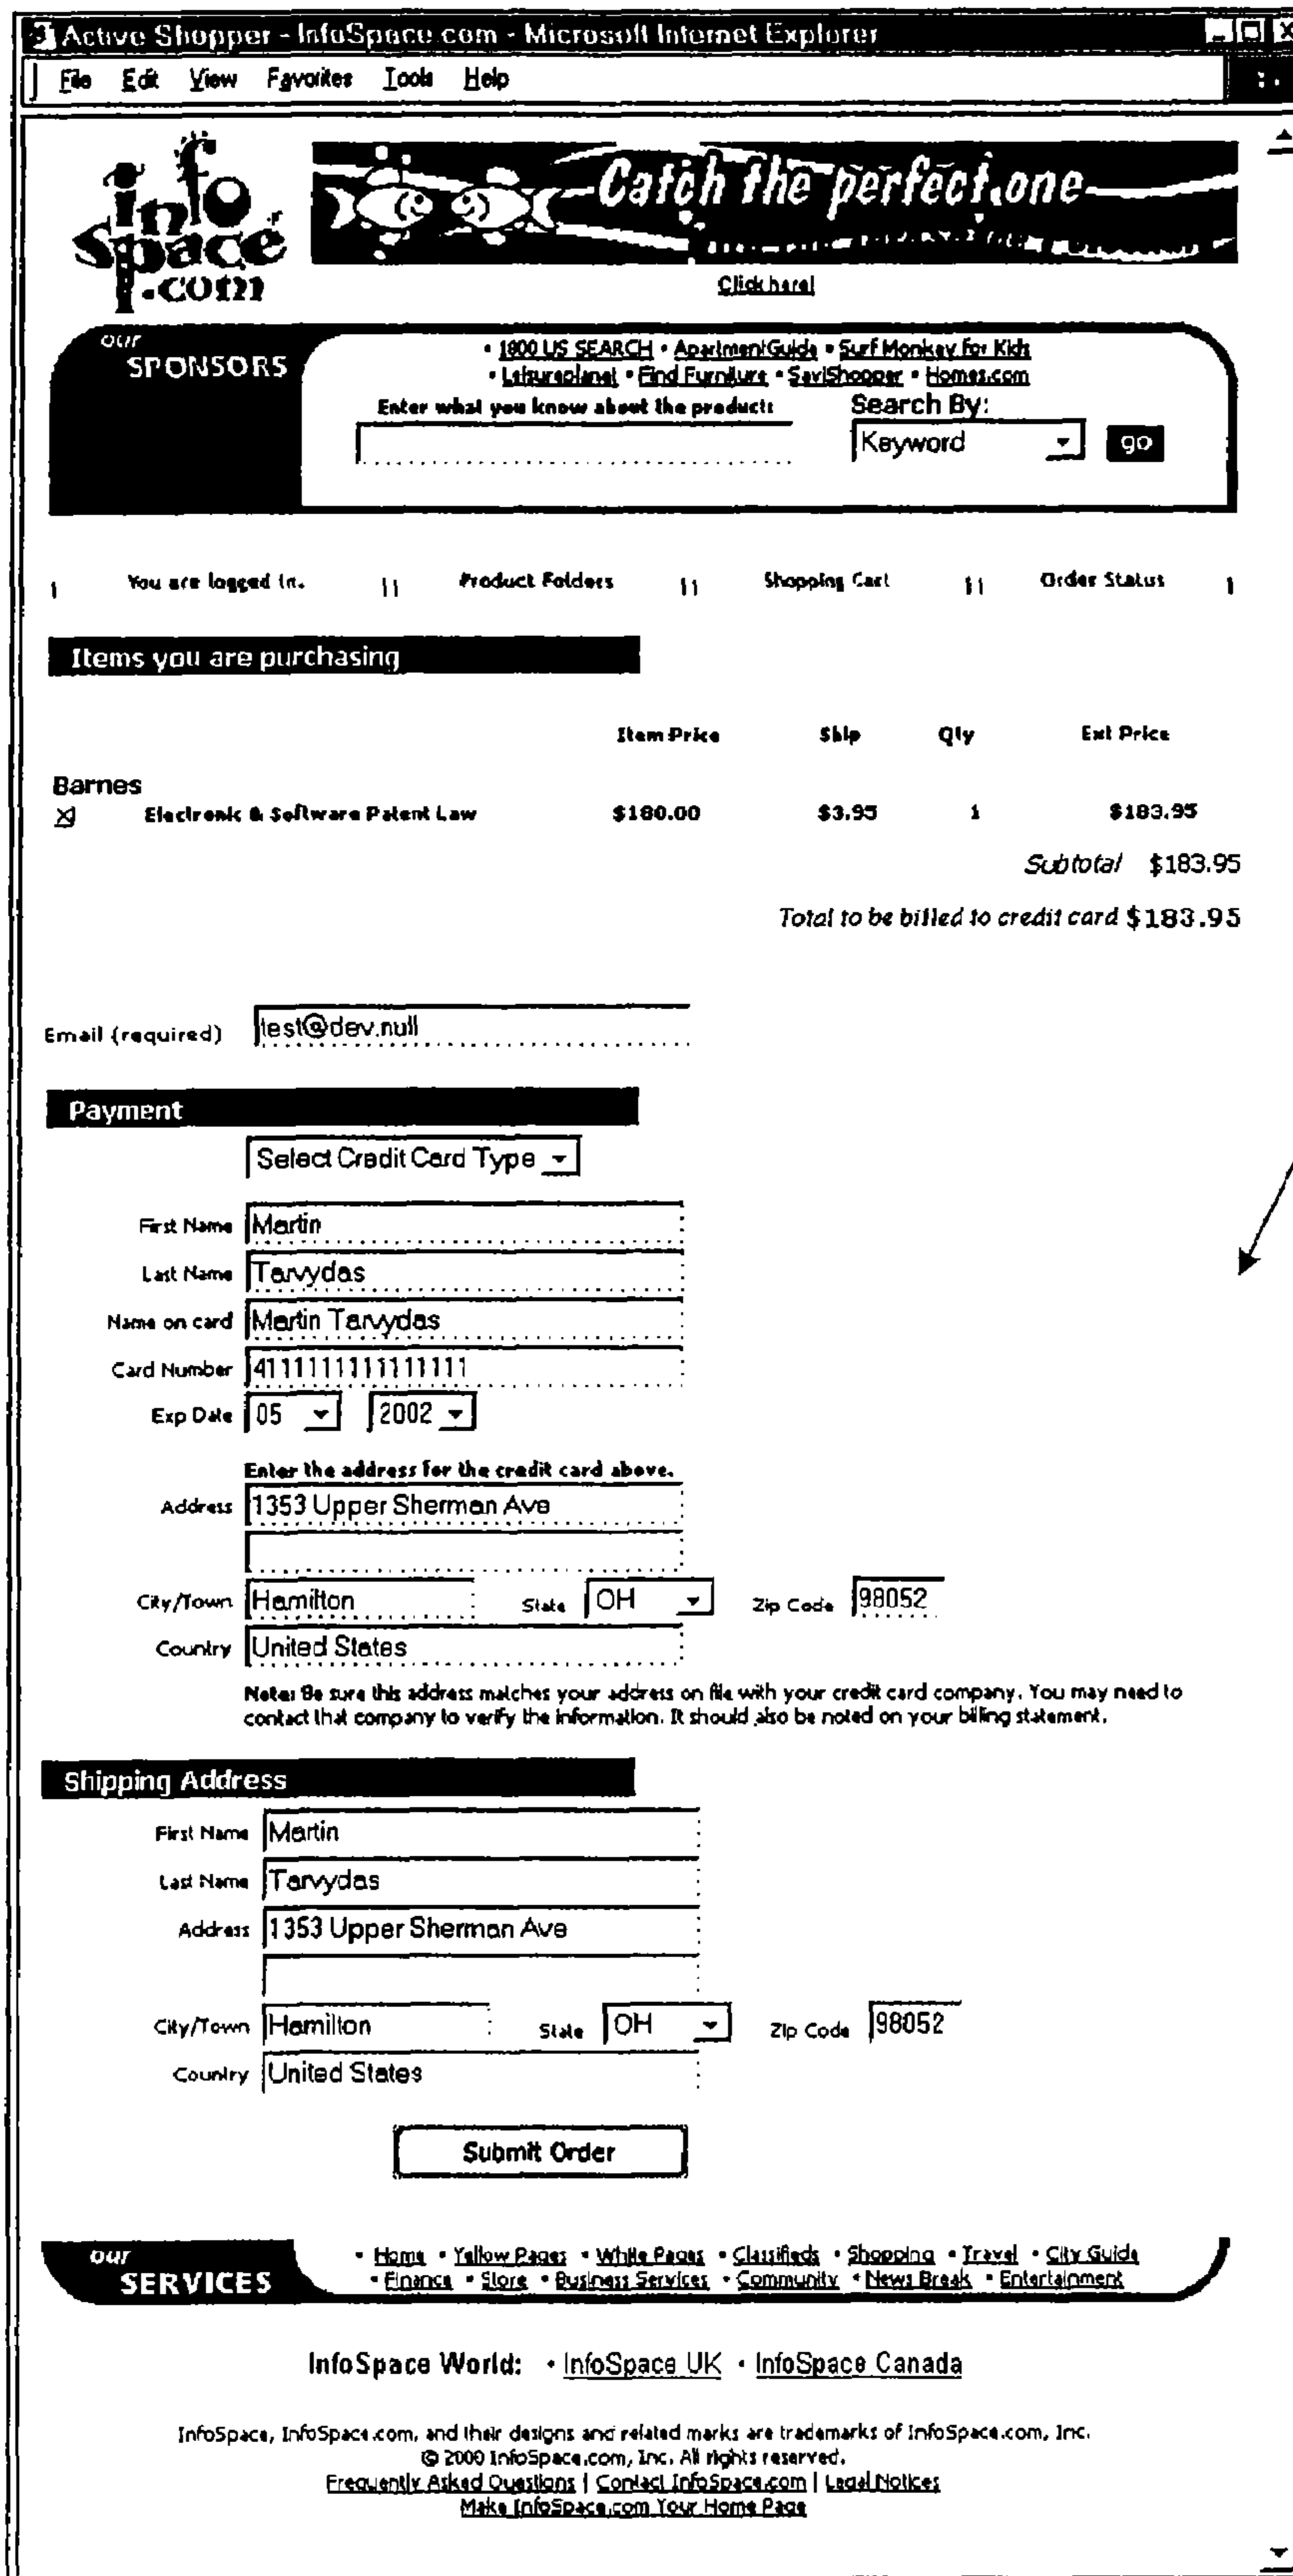 Active Shopper - InfoSpace.com - Microsoft Internet Explorer
File Edit View Favorites Tools Help
info
space
.com
Catch the perfect one
Click here!
our
SPONSORS
• 1800 US SEARCH • ApartmentGuide • Surf Monkey for Kids
• Leisureplanet • Find Furniture • SaviShopper • Homes.com
Enter what you know about the product: Search By:
Keyword go
You are logged in. Product Folders Shopping Cart Order Status
Items you are purchasing
Item Price Ship Qty Ext Price
Barnes
Electronic & Software Patent Law $180.00 $3.95 1 $183.95
Subtotal $183.95
Total to be billed to credit card $183.95
Email (required) test@dev.null
Payment
Select Credit Card Type
First Name Martin
Last Name Tarvydas
Name on card Martin Tarvydas
Card Number 4111111111111111
Exp Date 05 2002
Enter the address for the credit card above.
Address 1353 Upper Sherman Ave
City/Town Hamilton State OH Zip Code 98052
Country United States
Note: Be sure this address matches your address on file with your credit card company. You may need to
contact that company to verify the information. It should also be noted on your billing statement.
Shipping Address
First Name Martin
Last Name Tarvydas
Address 1353 Upper Sherman Ave
City/Town Hamilton State OH Zip Code 98052
Country United States
Submit Order
our
SERVICES
• Home • Yellow Pages • White Pages • Classifieds • Shopping • Travel • City Guide
• Finance • Store • Business Services • Community • News Break • Entertainment
InfoSpace World: • InfoSpace UK • InfoSpace Canada
InfoSpace, InfoSpace.com, and their designs and related marks are trademarks of InfoSpace.com, Inc.
© 2000 InfoSpace.com, Inc. All rights reserved.
Frequently Asked Questions | Contact InfoSpace.com | Legal Notices
Make InfoSpace.com Your Home Page